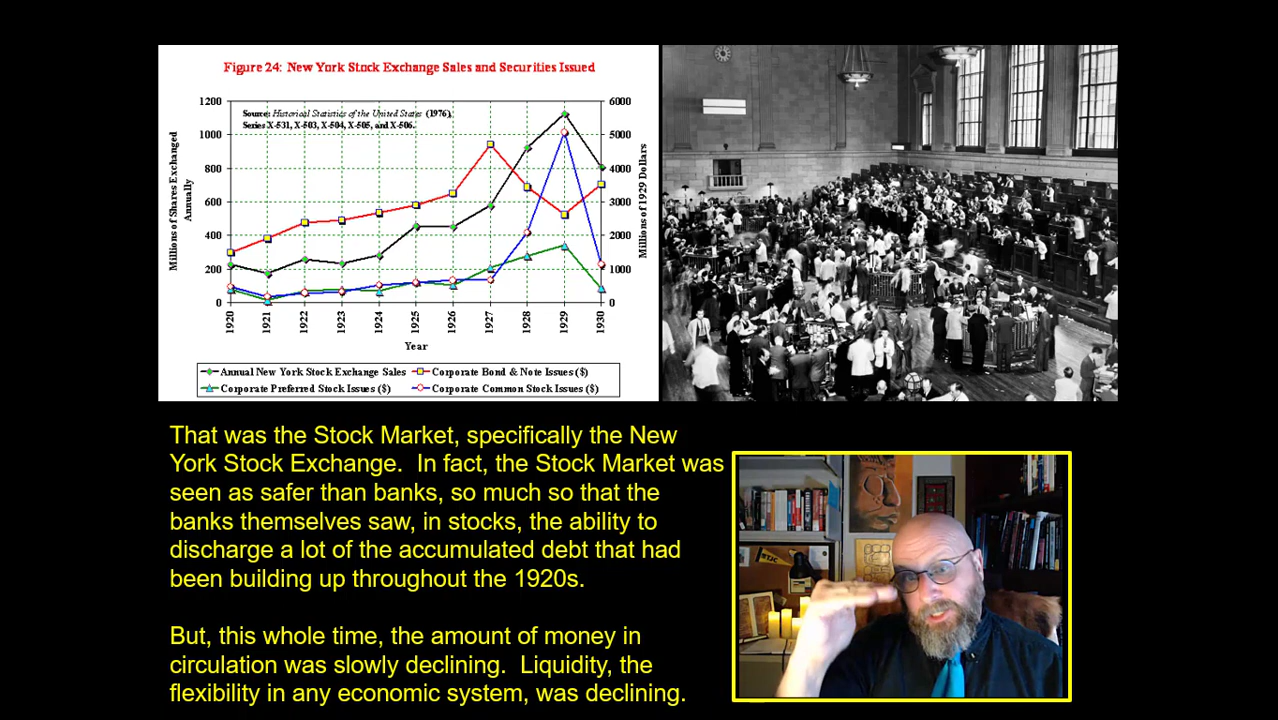 Figure 24: New York Stock Exchange Sales and Securities Issued
Source: Historical Statistics of the United States (1976),
Series X-531, X-503, X-504, X-505, and X-506.
Millions of Shares Exchanged
Annually
1200
1000
800
600
400
200
0
6000
5000
4000
3000
2000
1000
0
Millions of 1929 Dollars
1920 1921 1922 1923 1924 1925 1926 1927 1928 1929 1930
Year
Annual New York Stock Exchange Sales Corporate Bond & Note Issues ($)
Corporate Preferred Stock Issues ($) Corporate Common Stock Issues ($)
That was the Stock Market, specifically the New
York Stock Exchange. In fact, the Stock Market was
seen as safer than banks, so much so that the
banks themselves saw, in stocks, the ability to
discharge a lot of the accumulated debt that had
been building up throughout the 1920s.
But, this whole time, the amount of money in
circulation was slowly declining. Liquidity, the
flexibility in any economic system, was declining.